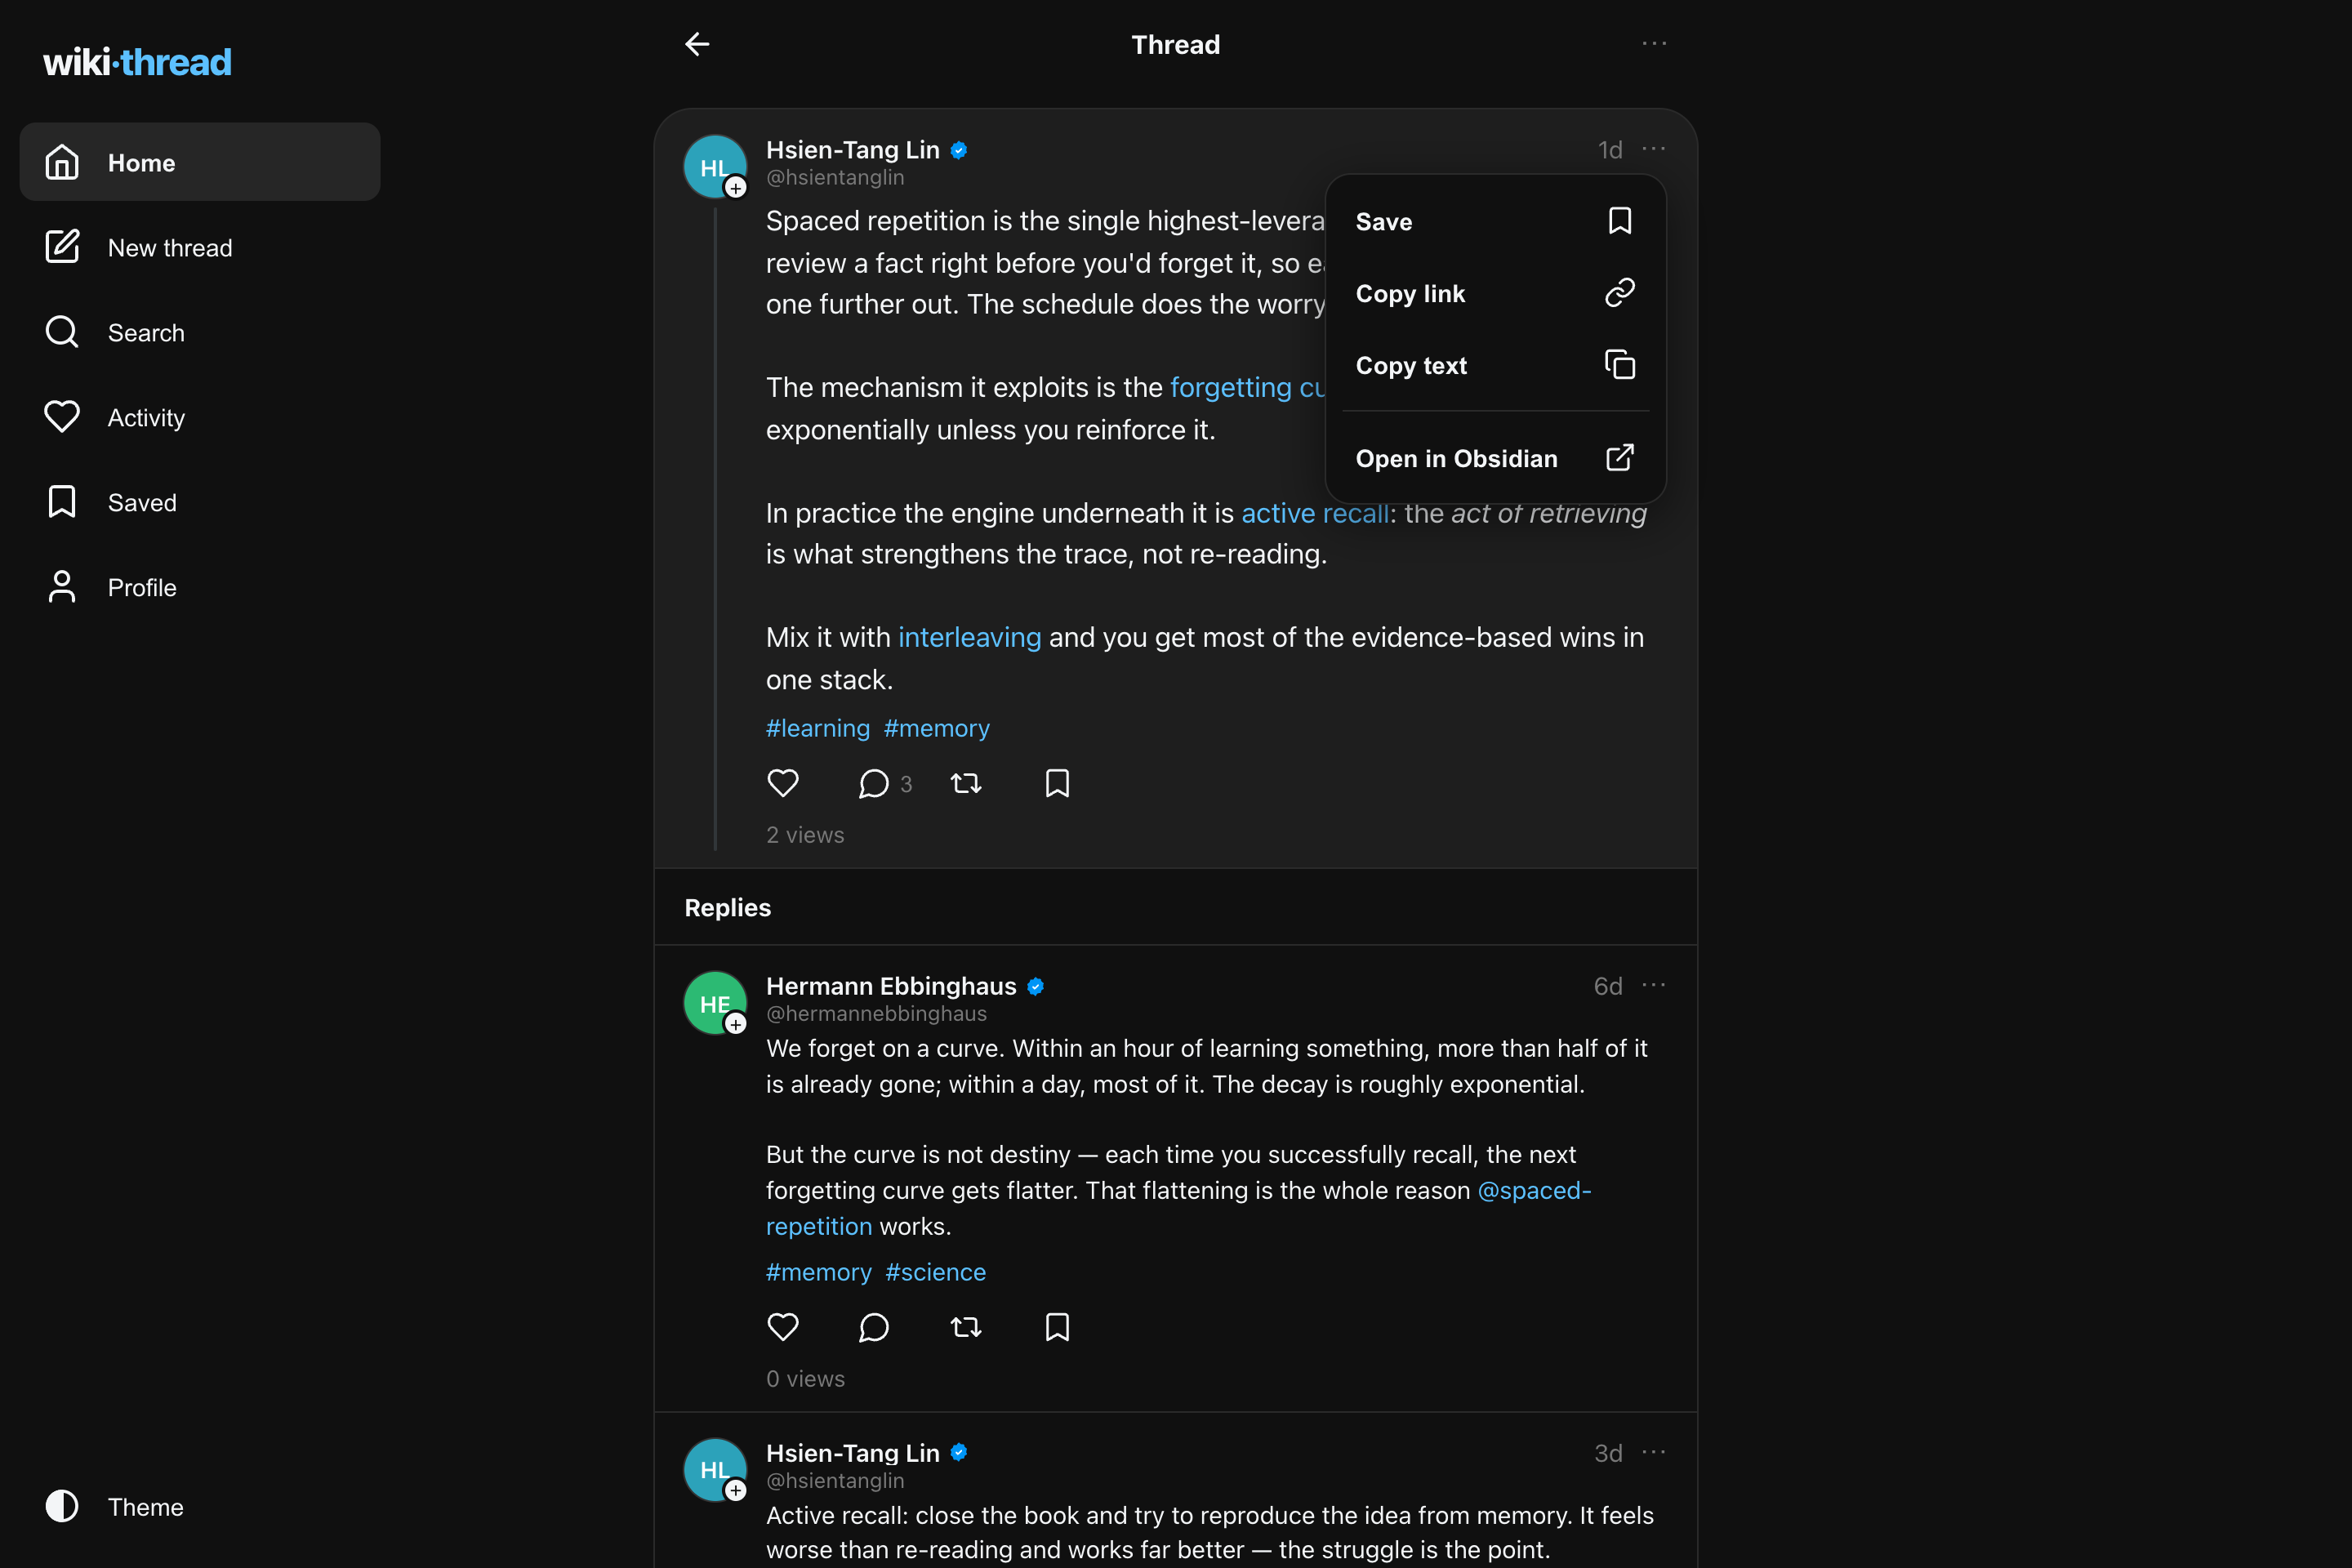 wiki·thread
Home
New thread
Search
Activity
Saved
Profile
Theme
Thread
HL
Hsien-Tang Lin
1d
@hsientanglin
Spaced repetition is the single highest-levera
review a fact right before you'd forget it, so
one further out. The schedule does the worry
The mechanism it exploits is the forgetting cu
exponentially unless you reinforce it.
In practice the engine underneath it is active recall: the act of retrieving
is what strengthens the trace, not re-reading.
Mix it with interleaving and you get most of the evidence-based wins in
one stack.
#learning #memory
3
2 views
Save
Copy link
Copy text
Open in Obsidian
Replies
HE
Hermann Ebbinghaus
6d
@hermannebbinghaus
We forget on a curve. Within an hour of learning something, more than half of it
is already gone; within a day, most of it. The decay is roughly exponential.
But the curve is not destiny — each time you successfully recall, the next
forgetting curve gets flatter. That flattening is the whole reason @spaced-
repetition works.
#memory #science
0 views
HL
Hsien-Tang Lin
3d
@hsientanglin
Active recall: close the book and try to reproduce the idea from memory. It feels
worse than re-reading and works far better — the struggle is the point.